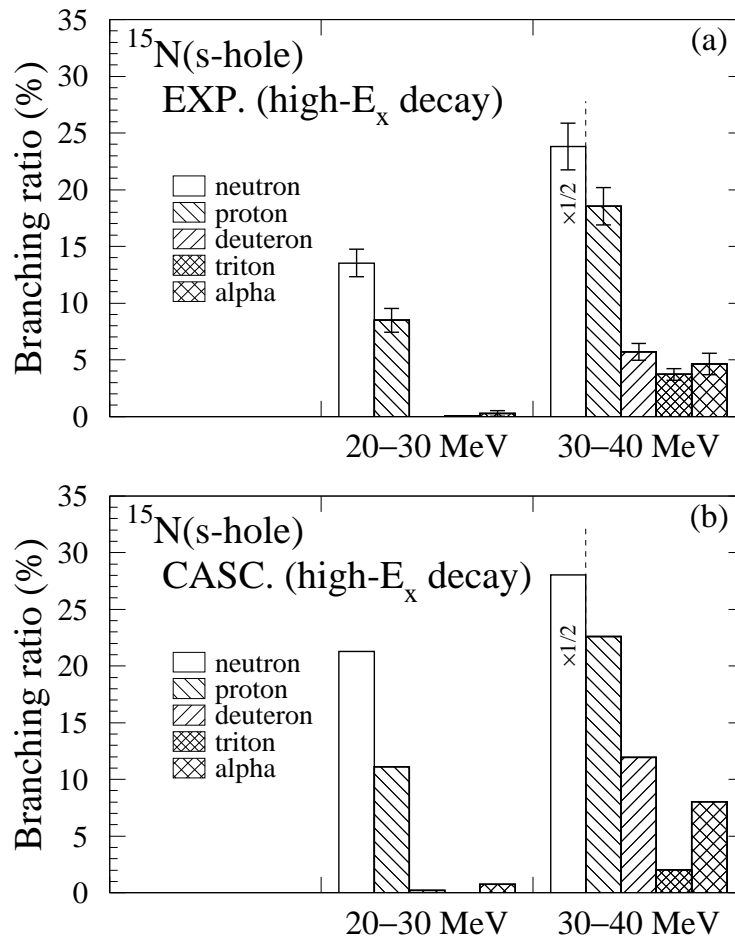 35
30
25
20
15
10
5
0
Branching ratio (%)
¹⁵N(s-hole)
(a)
EXP. (high-Eₓ decay)
neutron
proton
deuteron
triton
alpha
×1/2
20–30 MeV
30–40 MeV
35
30
25
20
15
10
5
0
Branching ratio (%)
¹⁵N(s-hole)
(b)
CASC. (high-Eₓ decay)
neutron
proton
deuteron
triton
alpha
×1/2
20–30 MeV
30–40 MeV